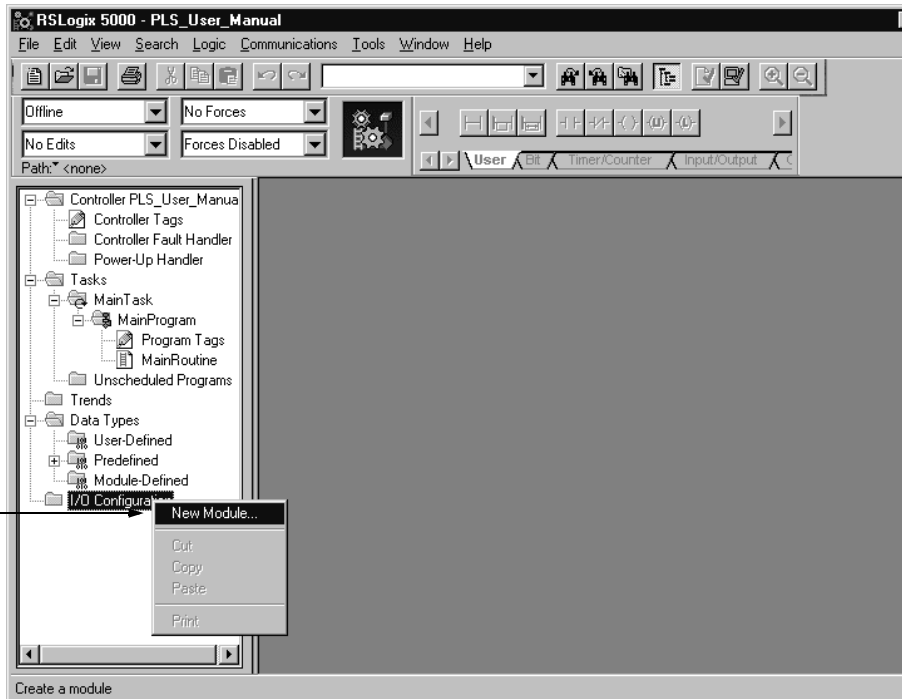 RSLogix 5000 - PLS_User_Manual
File Edit View Search Logic Communications Tools Window Help
Offline
No Forces
No Edits
Forces Disabled
Path: <none>
User Bit Timer/Counter Input/Output
Controller PLS_User_Manua
Controller Tags
Controller Fault Handler
Power-Up Handler
Tasks
MainTask
MainProgram
Program Tags
MainRoutine
Unscheduled Programs
Trends
Data Types
User-Defined
Predefined
Module-Defined
I/O Configuration
New Module...
Cut
Copy
Paste
Print
Create a module